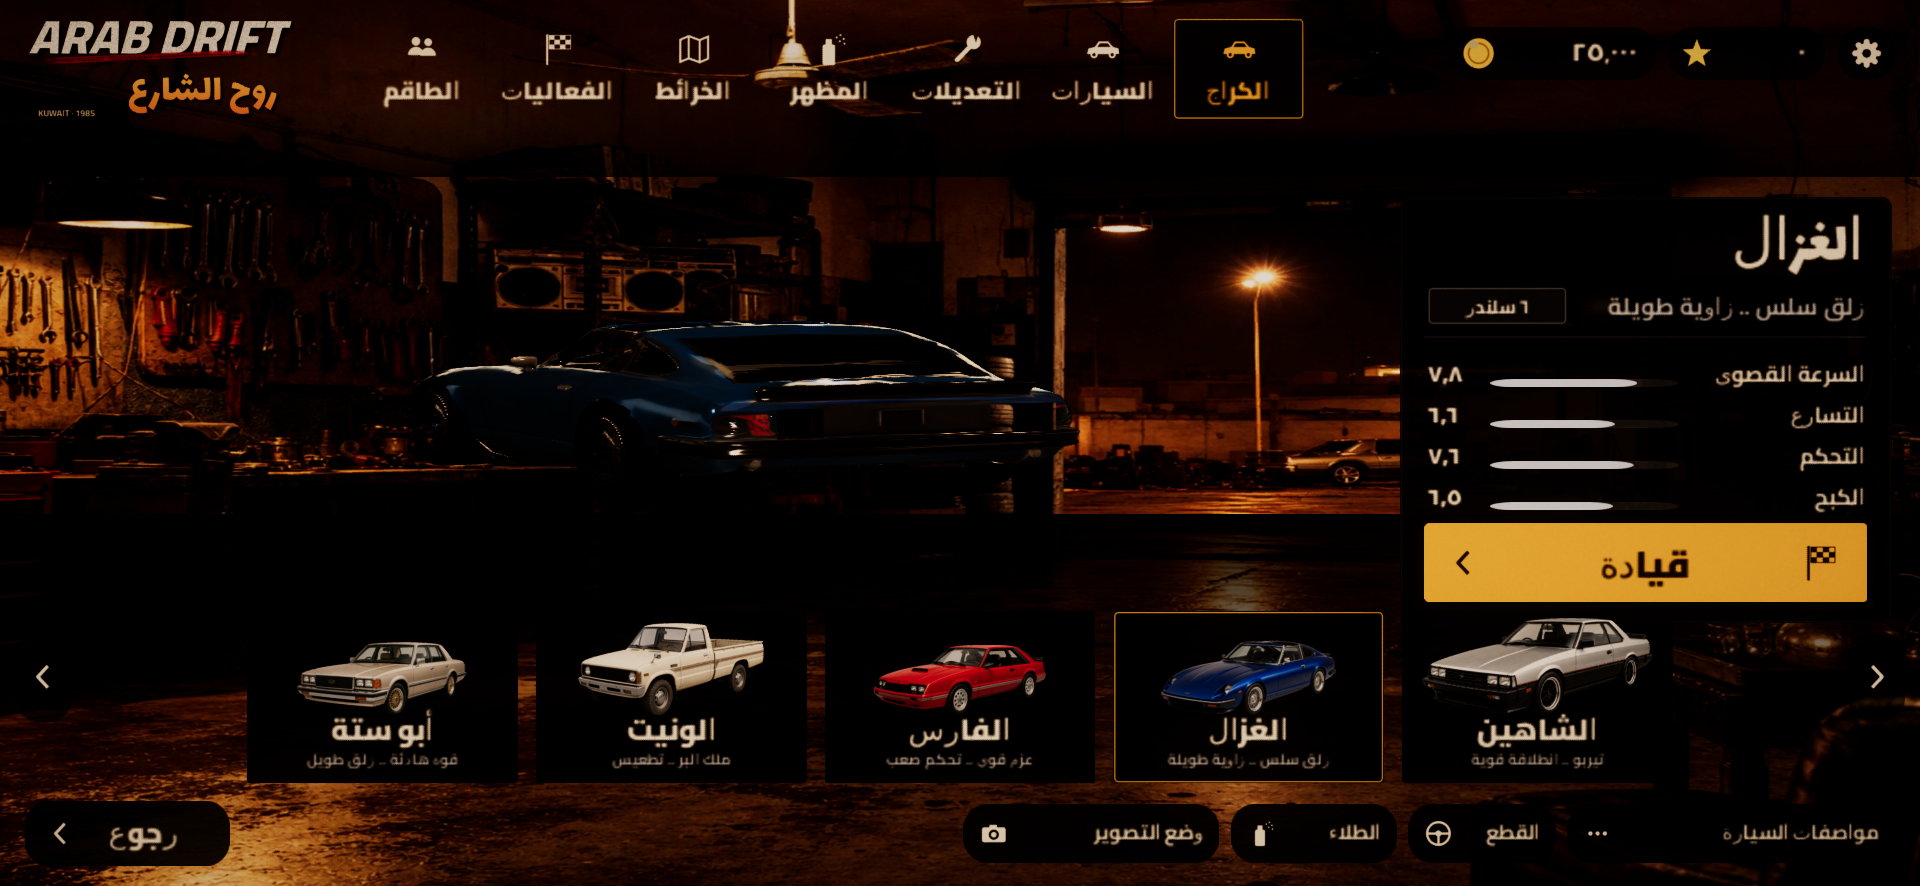 ARAB DRIFT
روح الشارع
KUWAIT · 1985
الكراج
السيارات
التعديلات
المظهر
الخرائط
الفعاليات
الطاقم
٢٥,٠٠٠
٠
الغزال
زلق سلس .. زاوية طويلة
٦ سلندر
السرعة القصوى ٧,٨
التسارع ٦,٦
التحكم ٧,٦
الكبح ٦,٥
قيادة
الشاهين
تيربو .. انطلاقة قوية
الغزال
زلق سلس .. زاوية طويلة
الفارس
عزم قوي .. تحكم صعب
الونيت
ملك البر .. تطعيس
أبو ستة
قوة هادئة .. زلق طويل
مواصفات السيارة
القطع
الطلاء
وضع التصوير
رجوع